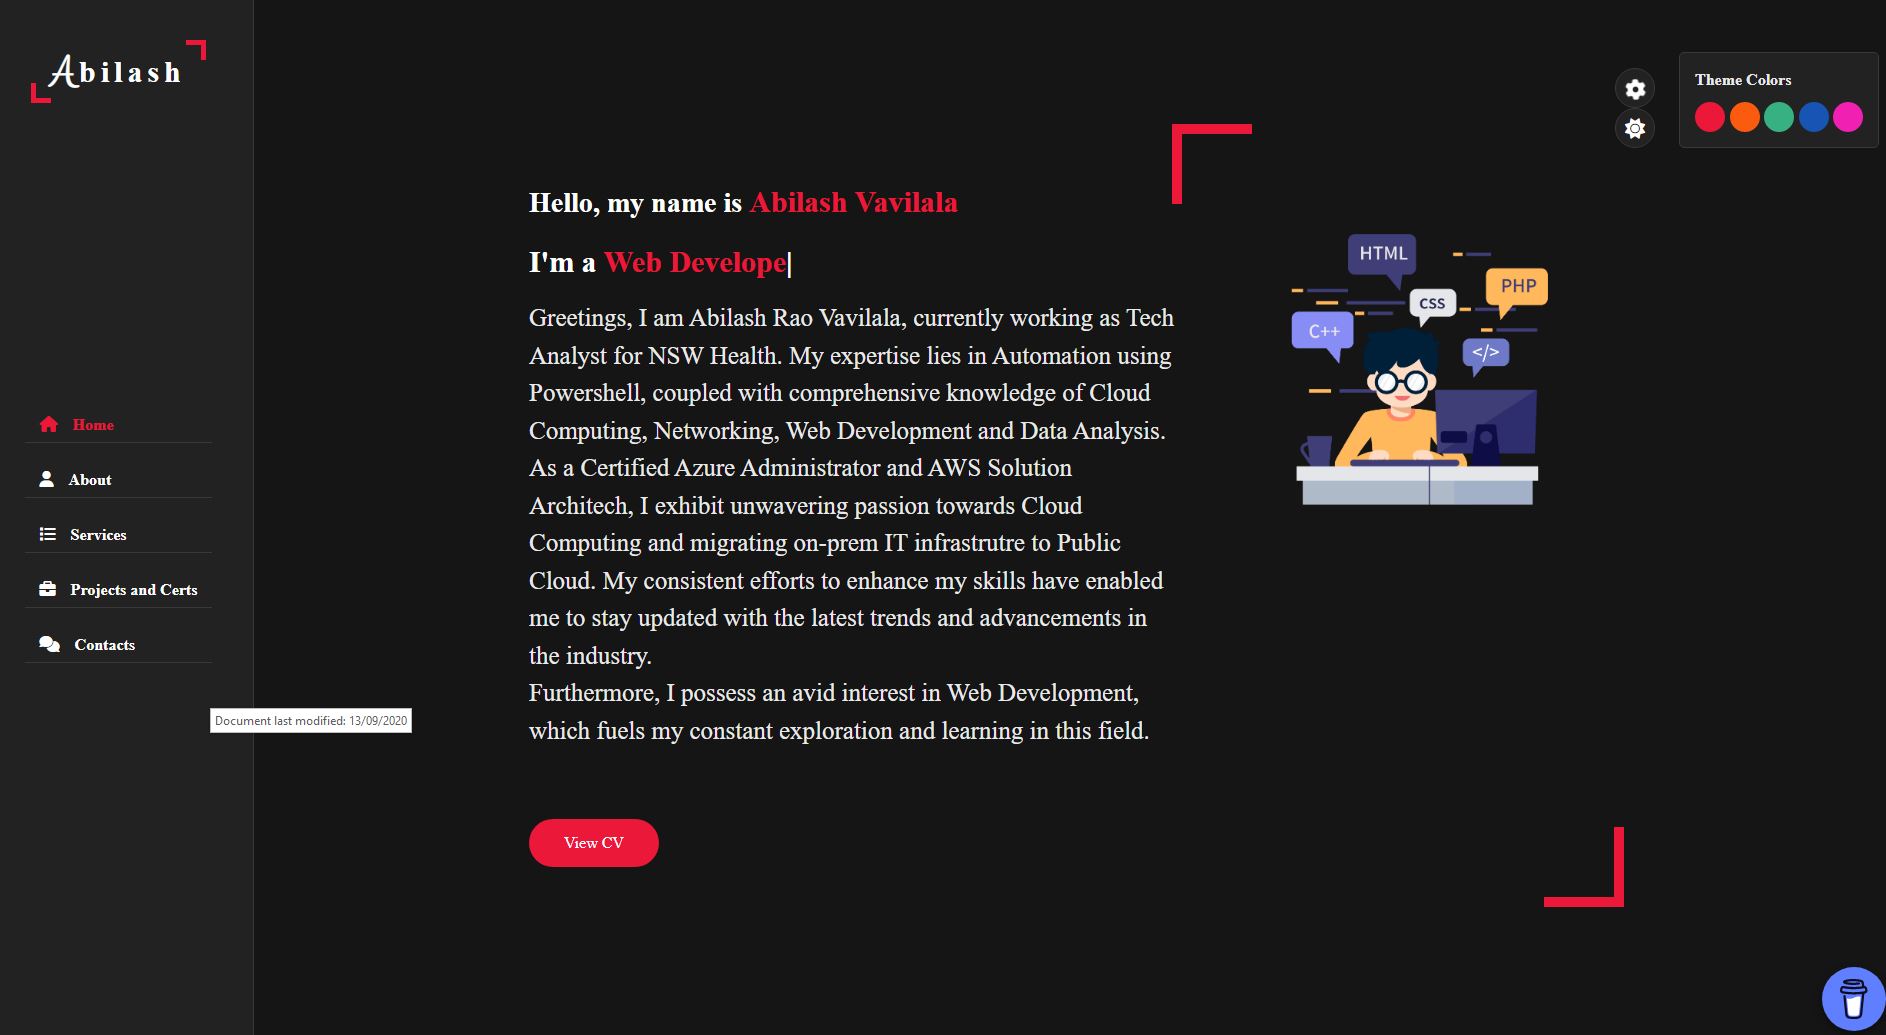 Abilash
Home
About
Services
Projects and Certs
Contacts
Document last modified: 13/09/2020
Hello, my name is Abilash Vavilala
I'm a Web Develope|
Greetings, I am Abilash Rao Vavilala, currently working as Tech
Analyst for NSW Health. My expertise lies in Automation using
Powershell, coupled with comprehensive knowledge of Cloud
Computing, Networking, Web Development and Data Analysis.
As a Certified Azure Administrator and AWS Solution
Architech, I exhibit unwavering passion towards Cloud
Computing and migrating on-prem IT infrastrutre to Public
Cloud. My consistent efforts to enhance my skills have enabled
me to stay updated with the latest trends and advancements in
the industry.
Furthermore, I possess an avid interest in Web Development,
which fuels my constant exploration and learning in this field.
View CV
HTML
PHP
CSS
C++
</>
Theme Colors